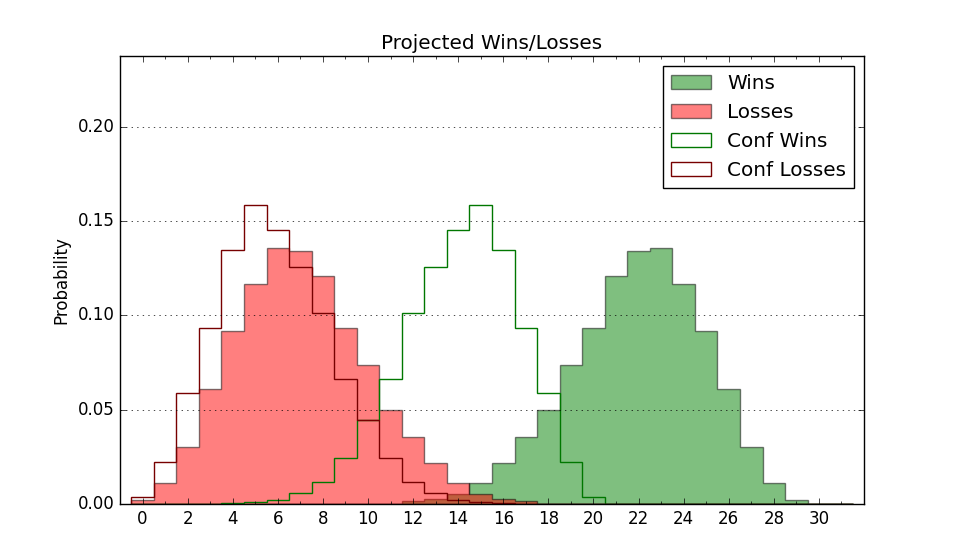 Projected Wins/Losses
Wins
Losses
Conf Wins
Conf Losses
Probability
0.20
0.15
0.10
0.05
0.00
0 2 4 6 8 10 12 14 16 18 20 22 24 26 28 30